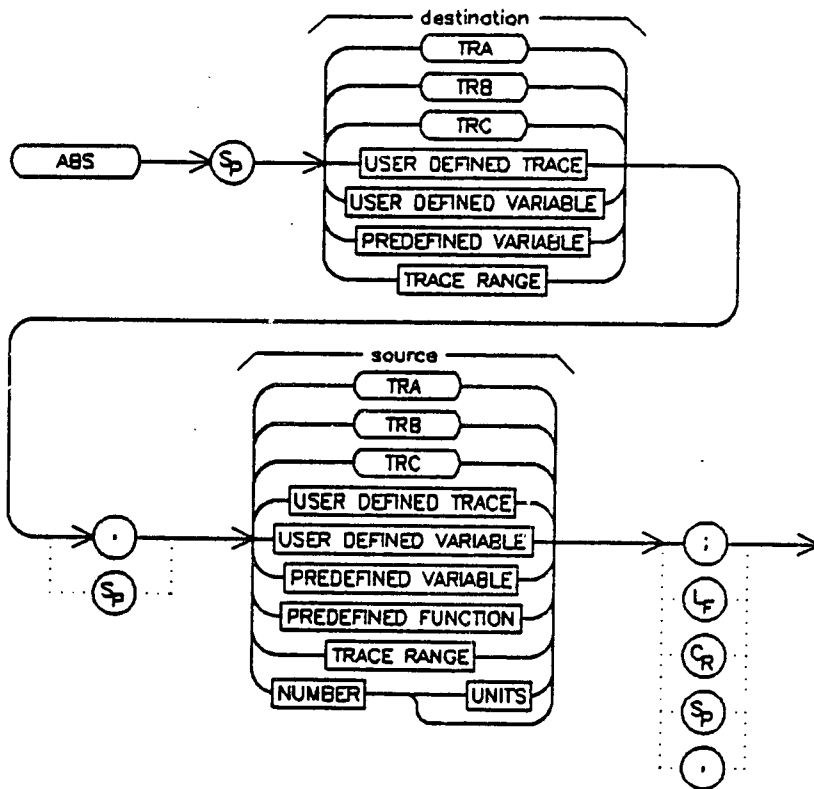 destination
TRA
TRB
TRC
ABS
SP
USER DEFINED TRACE
USER DEFINED VARIABLE
PREDEFINED VARIABLE
TRACE RANGE
source
TRA
TRB
TRC
USER DEFINED TRACE
,
USER DEFINED VARIABLE
;
SP
PREDEFINED VARIABLE
LF
PREDEFINED FUNCTION
TRACE RANGE
CR
NUMBER UNITS
SP
,